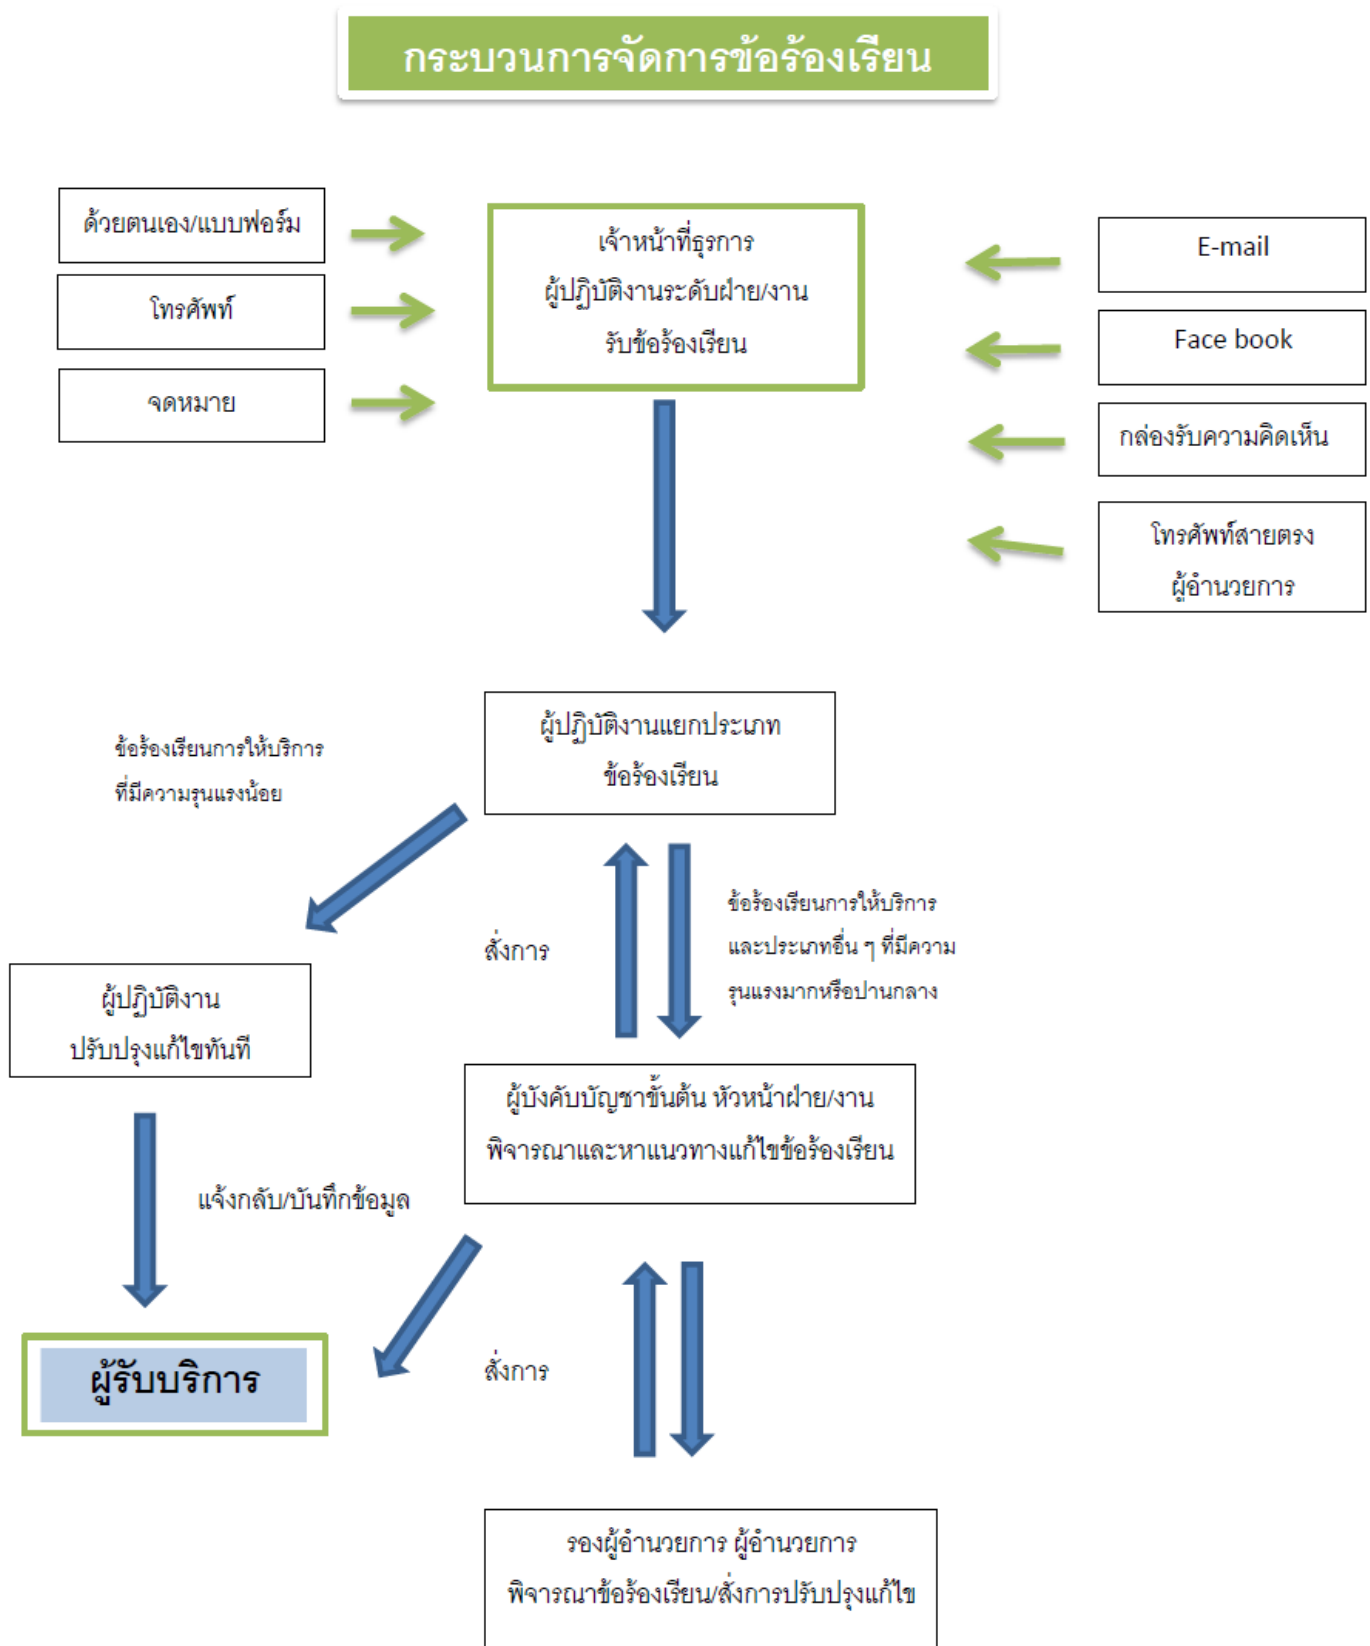 กระบวนการจัดการข้อร้องเรียน
ด้วยตนเอง/แบบฟอร์ม
โทรศัพท์
จดหมาย
เจ้าหน้าที่ธุรการ
ผู้ปฏิบัติงานระดับฝ่าย/งาน
รับข้อร้องเรียน
E-mail
Face book
กล่องรับความคิดเห็น
โทรศัพท์สายตรง
ผู้อำนวยการ
ผู้ปฏิบัติงานแยกประเภท
ข้อร้องเรียน
ข้อร้องเรียนการให้บริการ
ที่มีความรุนแรงน้อย
สั่งการ
ข้อร้องเรียนการให้บริการ
และประเภทอื่น ๆ ที่มีความ
รุนแรงมากหรือปานกลาง
ผู้ปฏิบัติงาน
ปรับปรุงแก้ไขทันที
ผู้บังคับบัญชาขั้นต้น หัวหน้าฝ่าย/งาน
พิจารณาและหาแนวทางแก้ไขข้อร้องเรียน
แจ้งกลับ/บันทึกข้อมูล
ผู้รับบริการ
สั่งการ
รองผู้อำนวยการ ผู้อำนวยการ
พิจารณาข้อร้องเรียน/สั่งการปรับปรุงแก้ไข